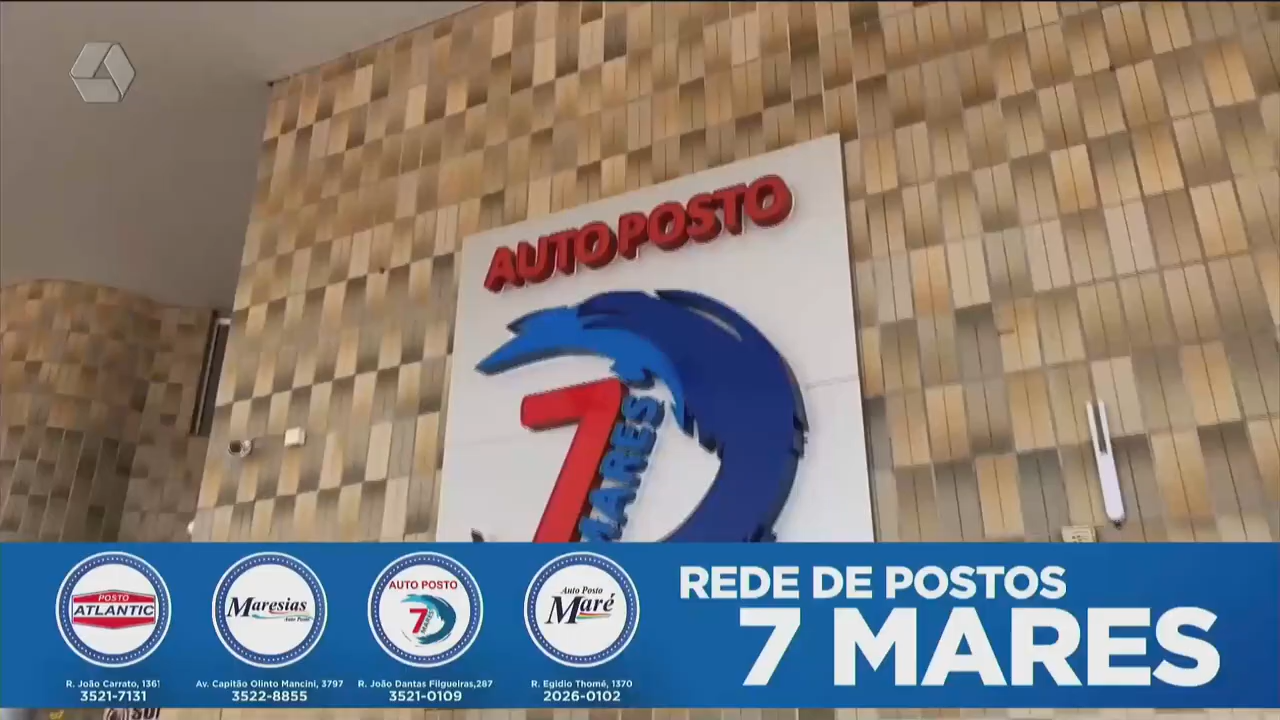 AUTO POSTO
7
MARES
POSTO
ATLANTIC
R. João Carrato, 1361
3521-7131
Maresias
Auto Posto
Av. Capitão Olinto Mancini, 3797
3522-8855
AUTO POSTO
7
MARES
R. João Dantas Filgueiras,287
3521-0109
Auto Posto
Maré
R. Egidio Thomé, 1370
2026-0102
REDE DE POSTOS
7 MARES